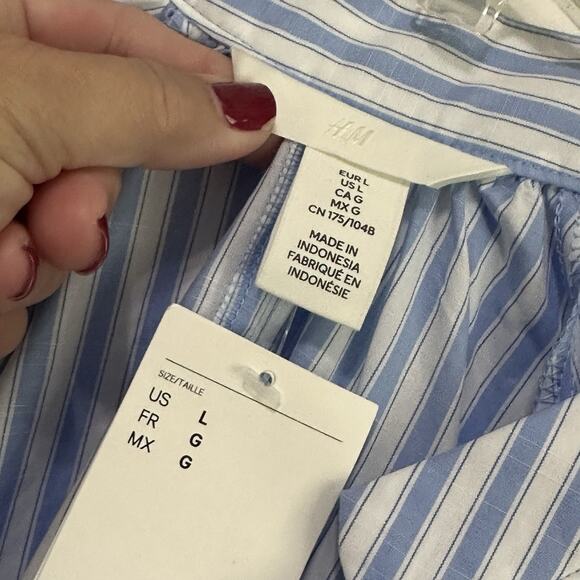 H&M
EUR L
US L
CA G
MX G
CN 175/104B
MADE IN
INDONESIA
FABRIQUÉ EN
INDONÉSIE
SIZE/TAILLE
US L
FR G
MX G